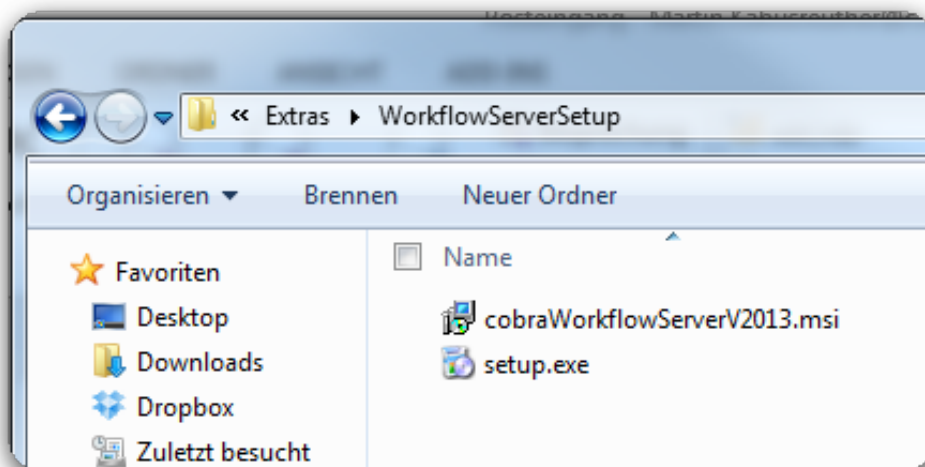 Extras WorkflowServerSetup
Organisieren Brennen Neuer Ordner
Name
Favoriten
Desktop
Downloads
Dropbox
Zuletzt besucht
cobraWorkflowServerV2013.msi
setup.exe